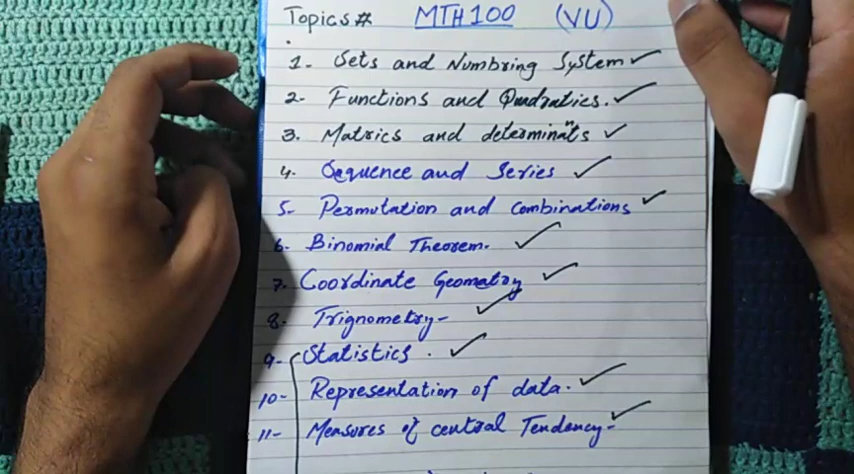 Topics# MTH100 (VU)
1- Sets and Numbring System
2- Functions and Quadratics.
3. Matrics and determinants
4. Sequence and Series
5- Permutation and Combinations
6- Binomial Theorem.
7. Coordinate Geomatry
8- Trignometry-
9- Statistics.
10- Representation of data.
11- Measures of central Tendency-